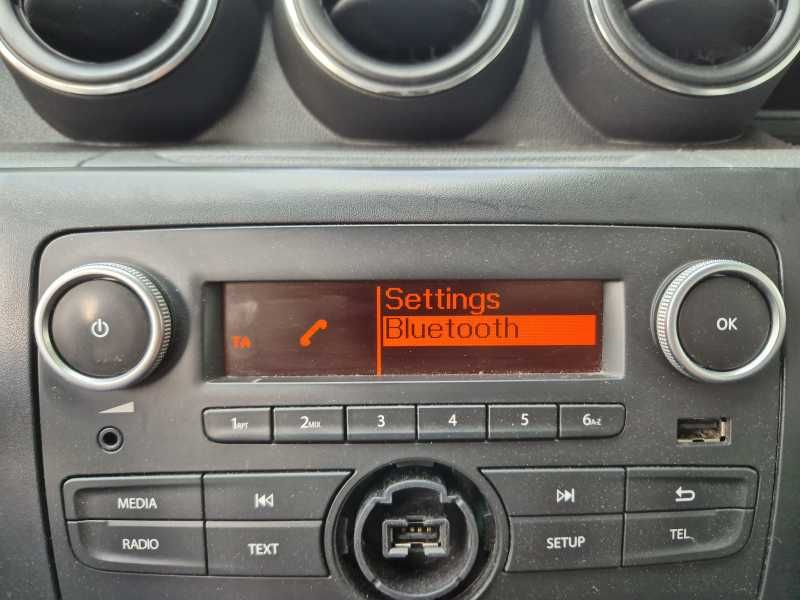 Settings
Bluetooth
TA
OK
1RPT
2MIX
3
4
5
6A-Z
MEDIA
RADIO
TEXT
SETUP
TEL